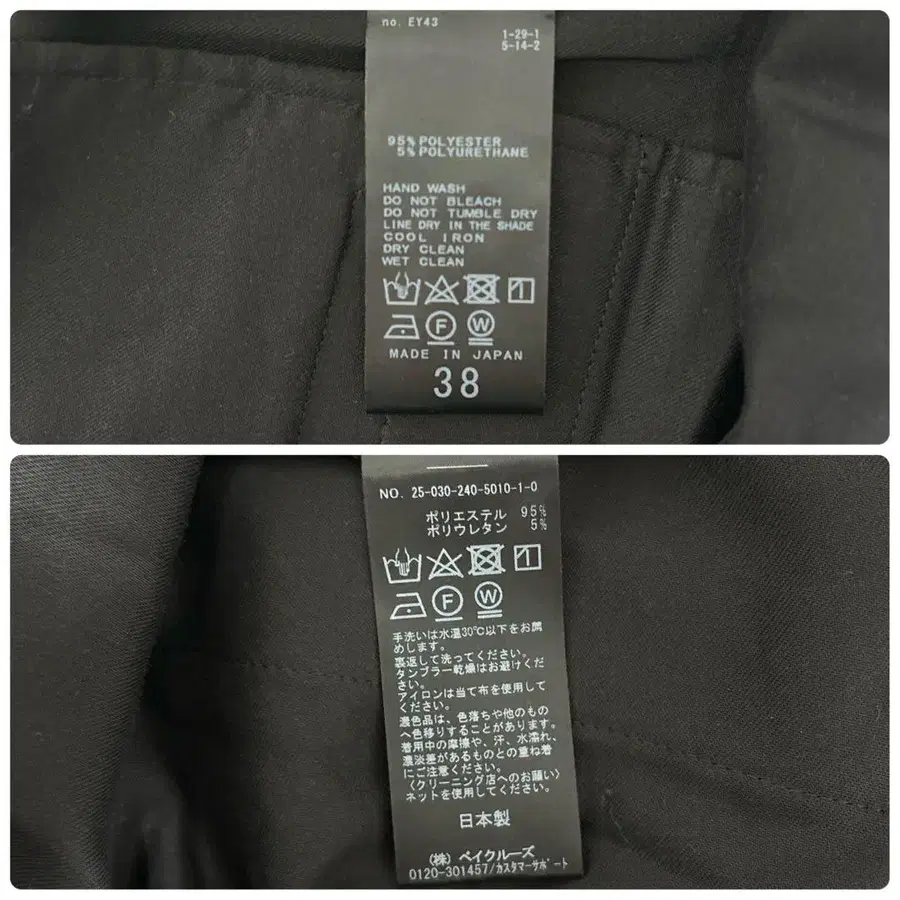 no. EY43
1-29-1
5-14-2
95% POLYESTER
5% POLYURETHANE
HAND WASH
DO NOT BLEACH
DO NOT TUMBLE DRY
LINE DRY IN THE SHADE
COOL IRON
DRY CLEAN
WET CLEAN
F W
MADE IN JAPAN
38
NO. 25-030-240-5010-1-0
ポリエステル 95%
ポリウレタン 5%
F W
手洗いは水温30℃以下をお薦
めします。
裏返して洗ってください。
タンブラー乾燥はお避けくだ
さい。
アイロンは当て布を使用して
ください。
濃色品は、色落ちや他のもの
へ色移りすることがあります。
着用中の摩擦や、汗、水濡れ、
濃淡差があるものとの重ね着
にご注意ください。
〈クリーニング店へのお願い〉
ネットを使用してください。
日本製
(株) ベイクルーズ
0120-301457/カスタマーサポート